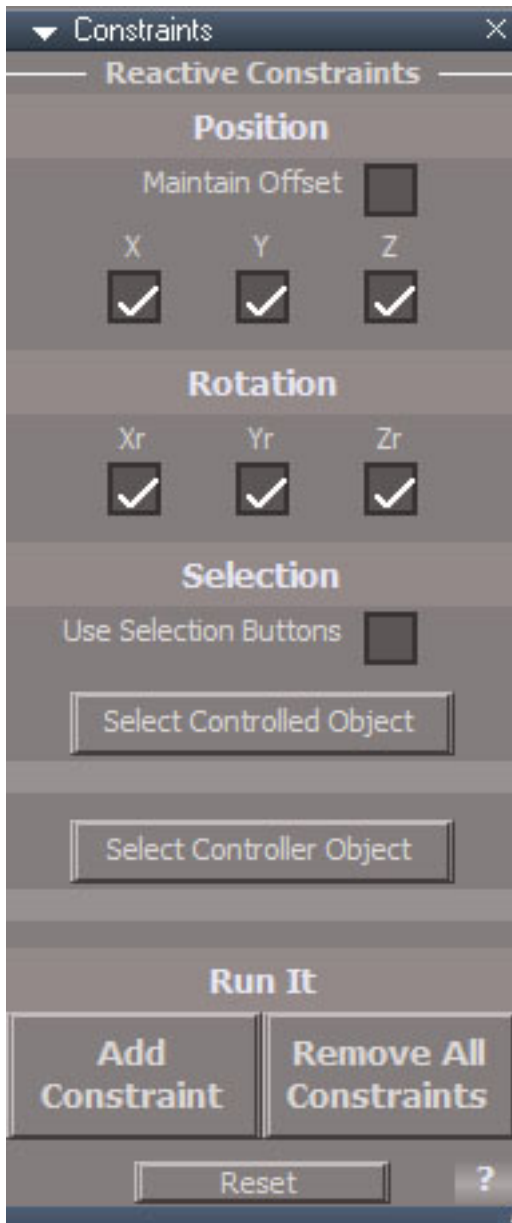 Constraints
Reactive Constraints
Position
Maintain Offset
X Y Z
Rotation
Xr Yr Zr
Selection
Use Selection Buttons
Select Controlled Object
Select Controller Object
Run It
Add
Constraint
Remove All
Constraints
Reset ?